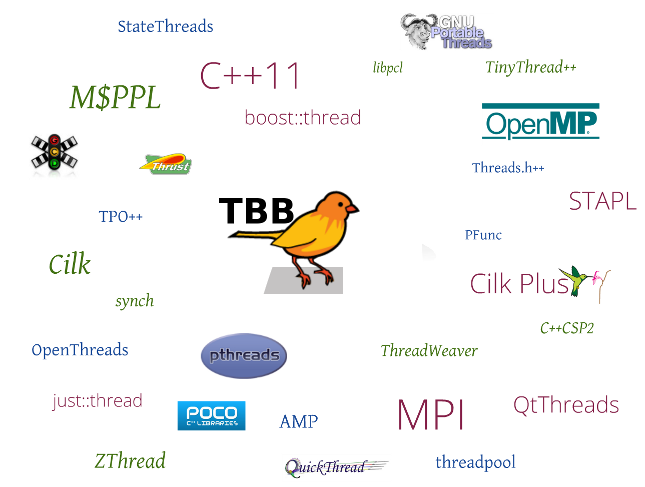 StateThreads
GNU
Portable
Threads
C++11
libpcl
TinyThread++
M$PPL
boost::thread
OpenMP
Thrust
Threads.h++
STAPL
TBB
TPO++
PFunc
Cilk
Cilk Plus
synch
C++CSP2
OpenThreads
pthreads
ThreadWeaver
just::thread
POCO
C++ LIBRARIES
AMP
MPI
QtThreads
ZThread
QuickThread
threadpool